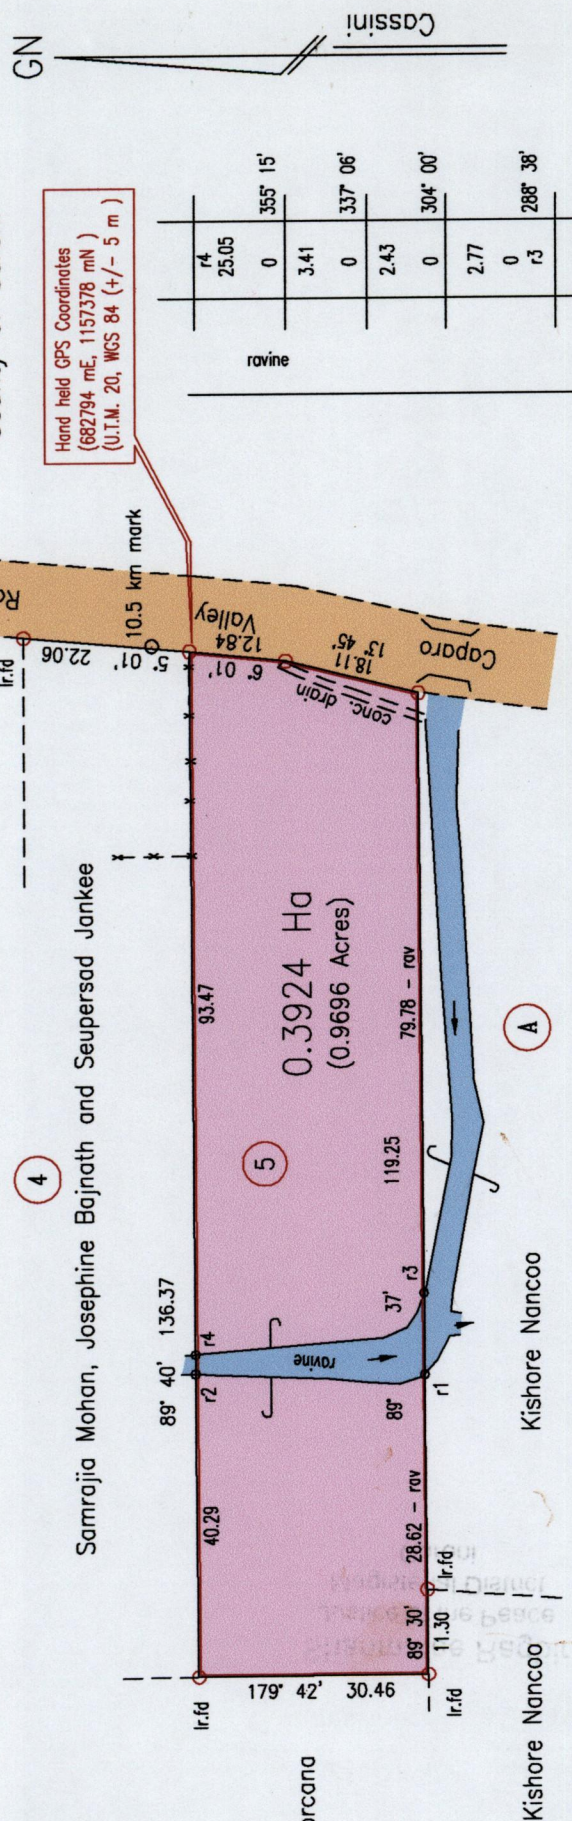 GN
Cassini
Hand held GPS Coordinates
(682794 mE, 1157378 mN )
(U.T.M. 20, WGS 84 (+/- 5 m )
ravine
r4
25.05
0
355° 15'
3.41
0
337° 06'
2.43
0
304° 00'
2.77
0
r3
288° 38'
Ir.fd
22.06
5° 01'
10.5 km mark
Valley
12.84
6° 01'
18.11
13° 45'
Caparo
conc. drain
4
Samrajia Mohan, Josephine Bajnath and Seupersad Jankee
93.47
0.3924 Ha
(0.9696 Acres)
79.78 - rav
5
119.25
A
89° 40' 136.37
r2
r4
ravine
89° 37'
r3
r1
40.29
28.62 - rav
Ir.fd
89° 30'
11.30
Ir.fd
179° 42' 30.46
Ir.fd
Kishore Nancoo
Kishore Nancoo
Justice of the Peace
Magisterial District